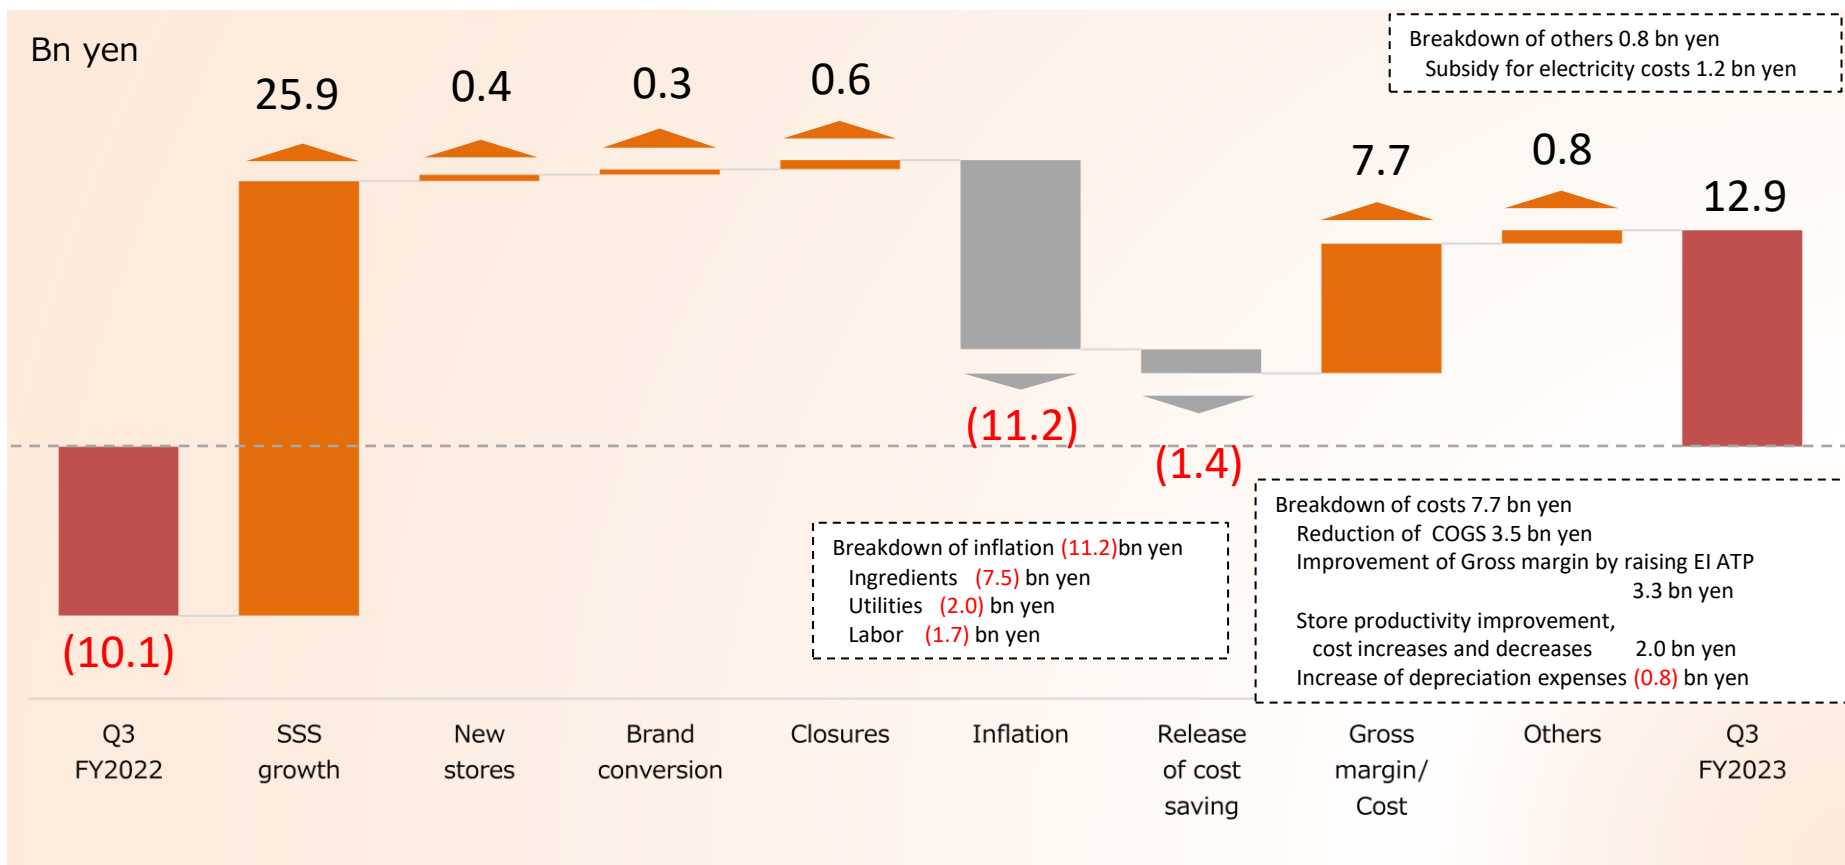 Bn yen
Breakdown of others 0.8 bn yen
Subsidy for electricity costs 1.2 bn yen
25.9
0.4
0.3
0.6
7.7
0.8
12.9
(11.2)
(1.4)
(10.1)
Breakdown of inflation (11.2)bn yen
Ingredients (7.5) bn yen
Utilities (2.0) bn yen
Labor (1.7) bn yen
Breakdown of costs 7.7 bn yen
Reduction of COGS 3.5 bn yen
Improvement of Gross margin by raising EI ATP
3.3 bn yen
Store productivity improvement,
cost increases and decreases 2.0 bn yen
Increase of depreciation expenses (0.8) bn yen
Q3
FY2022
SSS
growth
New
stores
Brand
conversion
Closures
Inflation
Release
of cost
saving
Gross
margin/
Cost
Others
Q3
FY2023